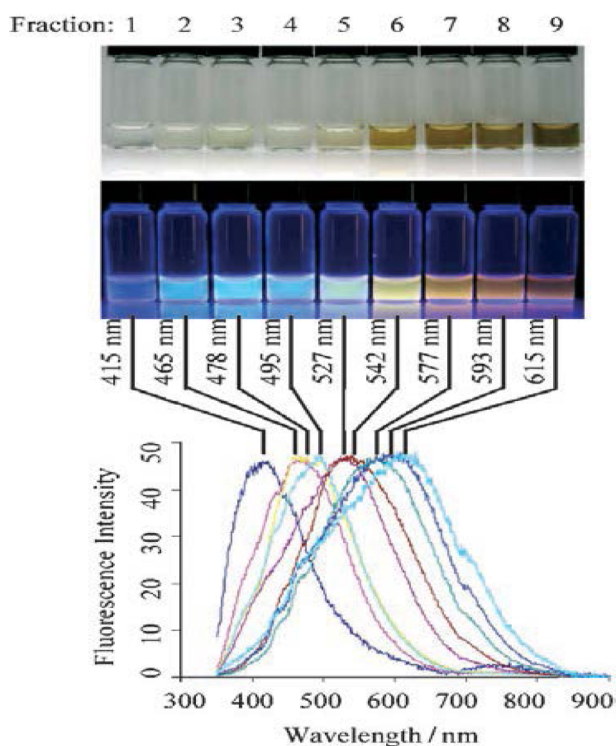 Fraction: 1 2 3 4 5 6 7 8 9
415 nm 465 nm 478 nm 495 nm 527 nm 542 nm 577 nm 593 nm 615 nm
50
40
30
20
10
0
Fluorescence Intensity
300 400 500 600 700 800 900
Wavelength / nm